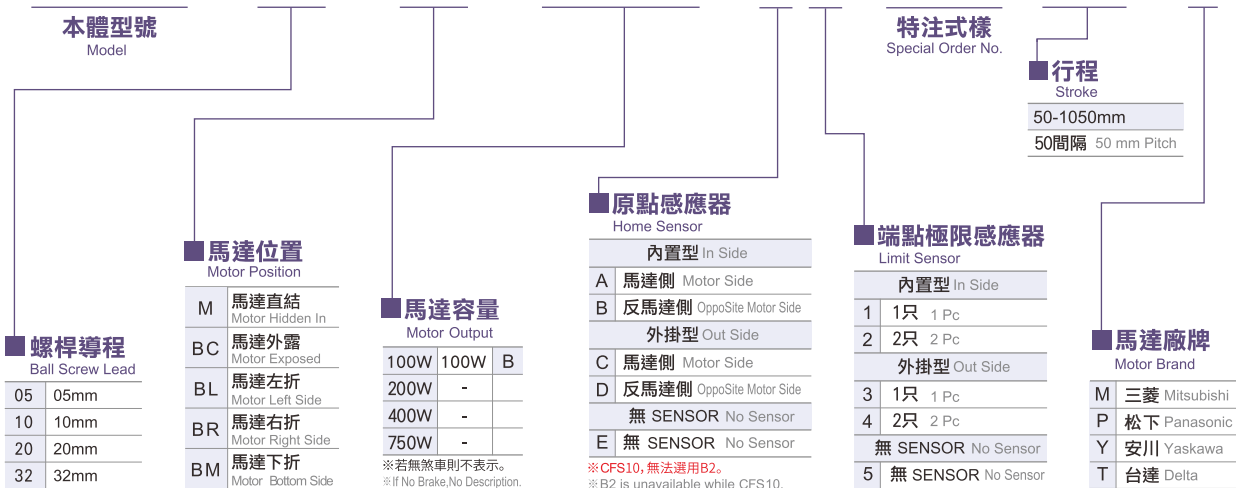 本體型號
Model
特注式樣
Special Order No.
■行程
Stroke
50-1050mm
50間隔 50 mm Pitch
■原點感應器
Home Sensor
內置型 In Side
A 馬達側 Motor Side
B 反馬達側 OppoSite Motor Side
外掛型 Out Side
C 馬達側 Motor Side
D 反馬達側 OppoSite Motor Side
無 SENSOR No Sensor
E 無 SENSOR No Sensor
※CFS10,無法選用B2。
※B2 is unavailable while CFS10.
■端點極限感應器
Limit Sensor
內置型 In Side
1 1只 1 Pc
2 2只 2 Pc
外掛型 Out Side
3 1只 1 Pc
4 2只 2 Pc
無 SENSOR No Sensor
5 無 SENSOR No Sensor
■馬達位置
Motor Position
M 馬達直結
Motor Hidden In
BC 馬達外露
Motor Exposed
BL 馬達左折
Motor Left Side
BR 馬達右折
Motor Right Side
BM 馬達下折
Motor Bottom Side
■馬達容量
Motor Output
100W 100W B
200W -
400W -
750W -
※若無煞車則不表示。
※If No Brake,No Description.
■螺桿導程
Ball Screw Lead
05 05mm
10 10mm
20 20mm
32 32mm
■馬達廠牌
Motor Brand
M 三菱 Mitsubishi
P 松下 Panasonic
Y 安川 Yaskawa
T 台達 Delta